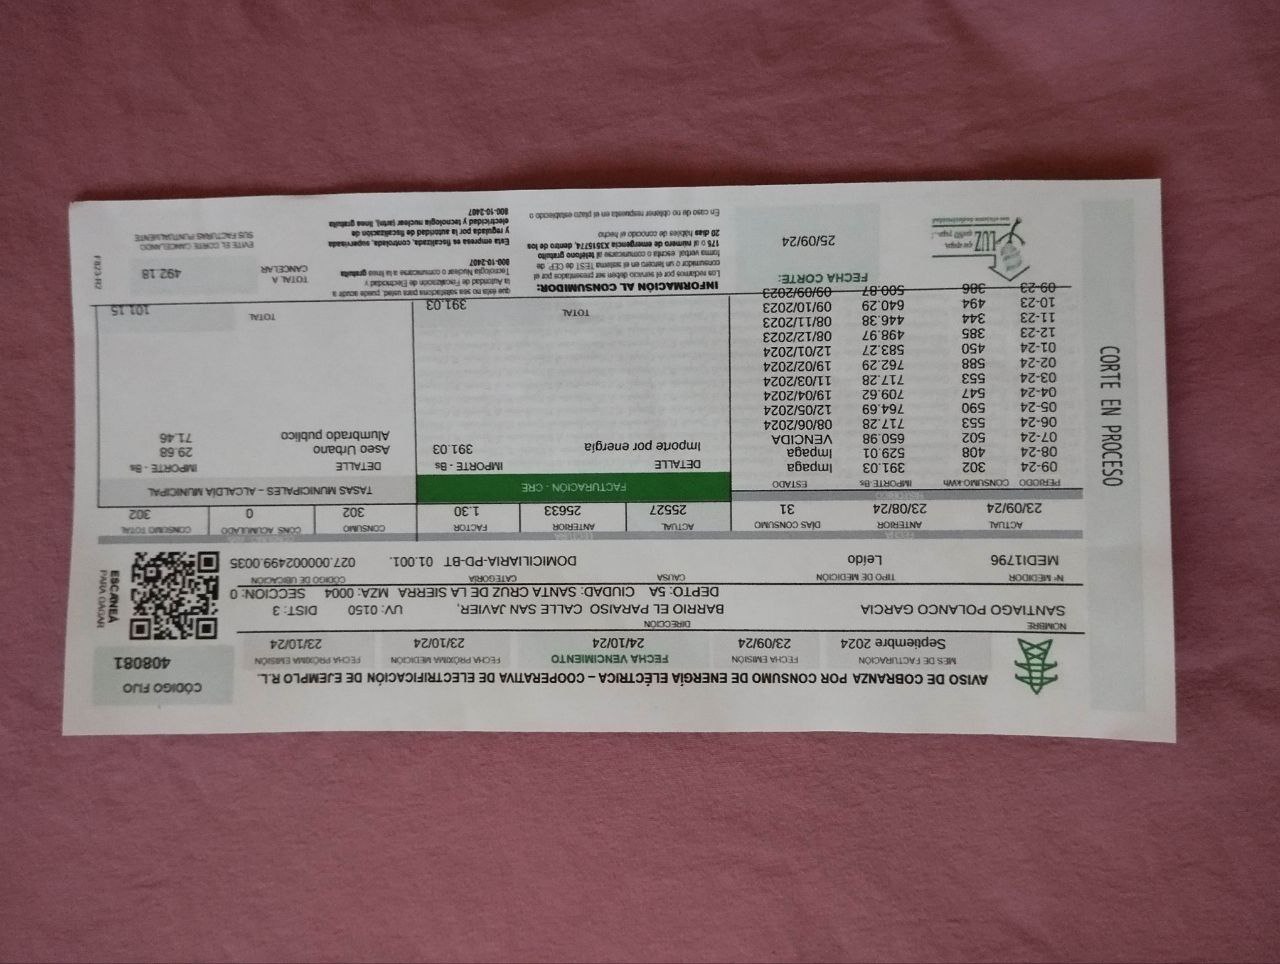 AVISO DE COBRANZA POR CONSUMO DE ENERGÍA ELÉCTRICA – COOPERATIVA DE ELECTRIFICACIÓN DE EJEMPLO R.L.
CÓDIGO FIJO
408081
MES DE FACTURACIÓN FECHA EMISIÓN FECHA VENCIMIENTO FECHA PRÓXIMA MEDICIÓN FECHA PRÓXIMA EMISIÓN
Septiembre 2024 23/09/24 24/10/24 23/10/24 23/10/24
NOMBRE DIRECCIÓN
SANTIAGO POLANCO GARCIA BARRIO EL PARAISO CALLE SAN JAVIER, UV: 0150 DIST: 3
DEPTO: 5A CIUDAD: SANTA CRUZ DE LA SIERRA MZA: 0004 SECCION: 0
ESCANEÁ
PARA PAGAR
Nº MEDIDOR TIPO DE MEDICIÓN CAUSA CATEGORÍA CÓDIGO DE UBICACIÓN
MEDI1796 Leído DOMICILIARIA-PD-BT 01.001. 027.000002499.0035
FECHA LECTURA
ACTUAL ANTERIOR DÍAS CONSUMO ACTUAL ANTERIOR FACTOR CONSUMO CONS ACUMULADO CONSUMO TOTAL
23/09/24 23/08/24 31 25527 25633 1.30 302 0 302
HISTÓRICO
PERÍODO CONSUMO-KWh IMPORTE-Bs ESTADO
09-24 302 391.03 Impaga
08-24 408 529.01 Impaga
07-24 502 650.98 VENCIDA
06-24 553 717.28 08/06/2024
05-24 590 764.69 12/05/2024
04-24 547 709.62 19/04/2024
03-24 553 717.28 11/03/2024
02-24 588 762.29 19/02/2024
01-24 450 583.27 12/01/2024
12-23 385 498.97 08/12/2023
11-23 344 446.38 08/11/2023
10-23 494 640.29 09/10/2023
09-23 386 500.87 09/09/2023
FACTURACIÓN - CRE
DETALLE IMPORTE - Bs
Importe por energía 391.03
TOTAL 391.03
TASAS MUNICIPALES – ALCALDÍA MUNICIPAL
DETALLE IMPORTE - Bs
Aseo Urbano 29.68
Alumbrado publico 71.46
TOTAL 101.15
CORTE EN PROCESO
LUZ
FECHA CORTE:
25/09/24
INFORMACIÓN AL CONSUMIDOR:
Los reclamos por el servicio deben ser presentados por el
consumidor o un tercero en el sistema TEST de CEP de
forma verbal, escrita o comunicarse al teléfono gratuito
175 o al número de emergencia X3515774, dentro de los
20 días hábiles de conocido el hecho
En caso de no obtener respuesta en el plazo establecido o
que ésta no sea satisfactoria para usted, puede acudir a
la Autoridad de Fiscalización de Electricidad y
Tecnología Nuclear o comunicarse a la línea gratuita
800-10-2407
Esta empresa es fiscalizada, controlada, supervisada
y regulada por la autoridad de fiscalización de
electricidad y tecnología nuclear (aetn), línea gratuita
800-10-2407
TOTAL A
CANCELAR 492.18
EVITE CORTE CANCELANDO
SUS FACTURAS PUNTUALMENTE
F 823-R2